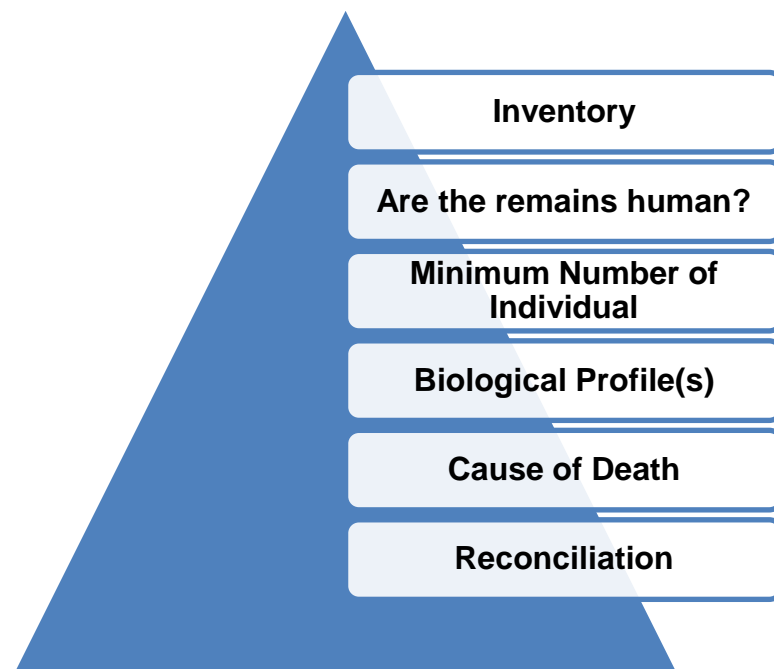 Inventory
Are the remains human?
Minimum Number of
Individual
Biological Profile(s)
Cause of Death
Reconciliation